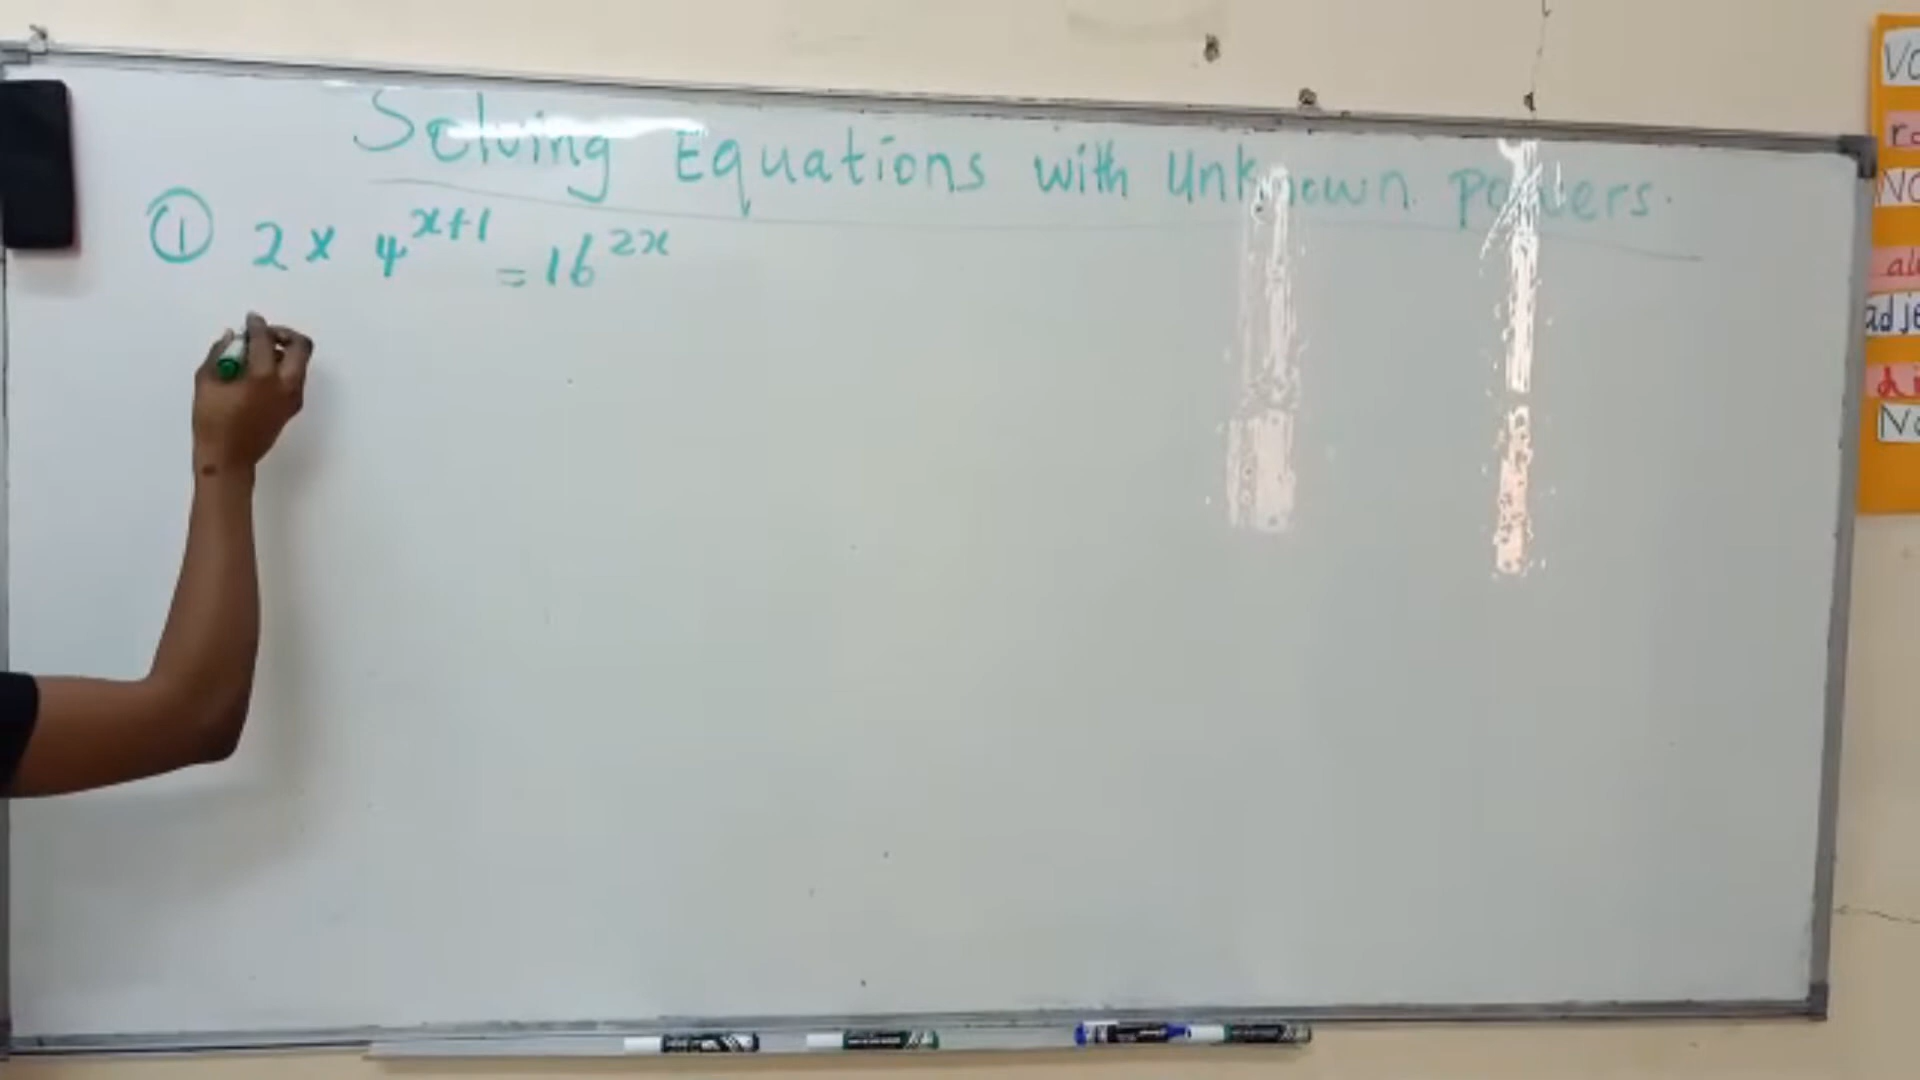 Solving Equations with Unknown powers.
① 2 × 4^{x+1} = 16^{2x}